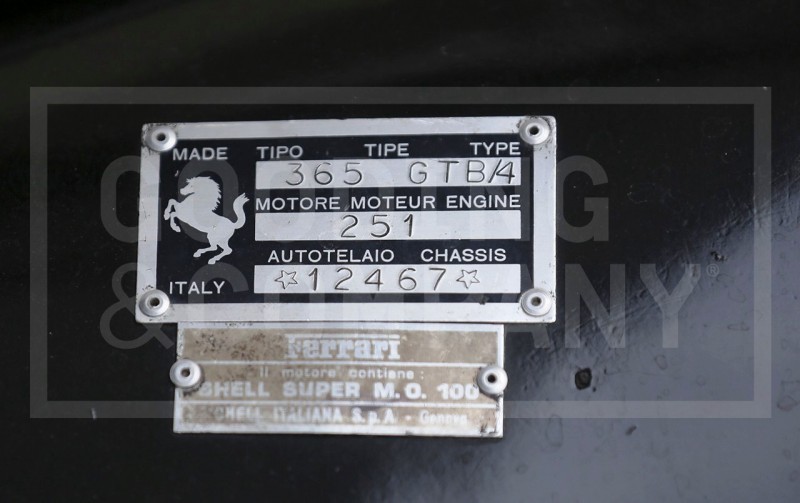 MADE TIPO TIPE TYPE
365 GTB/4
MOTORE MOTEUR ENGINE
251
AUTOTELAIO CHASSIS
ITALY ☆12467☆
Ferrari
il motore contiene :
SHELL SUPER M.O. 100
SHELL ITALIANA S.p.A - Genova
GOODING
& COMPANY®